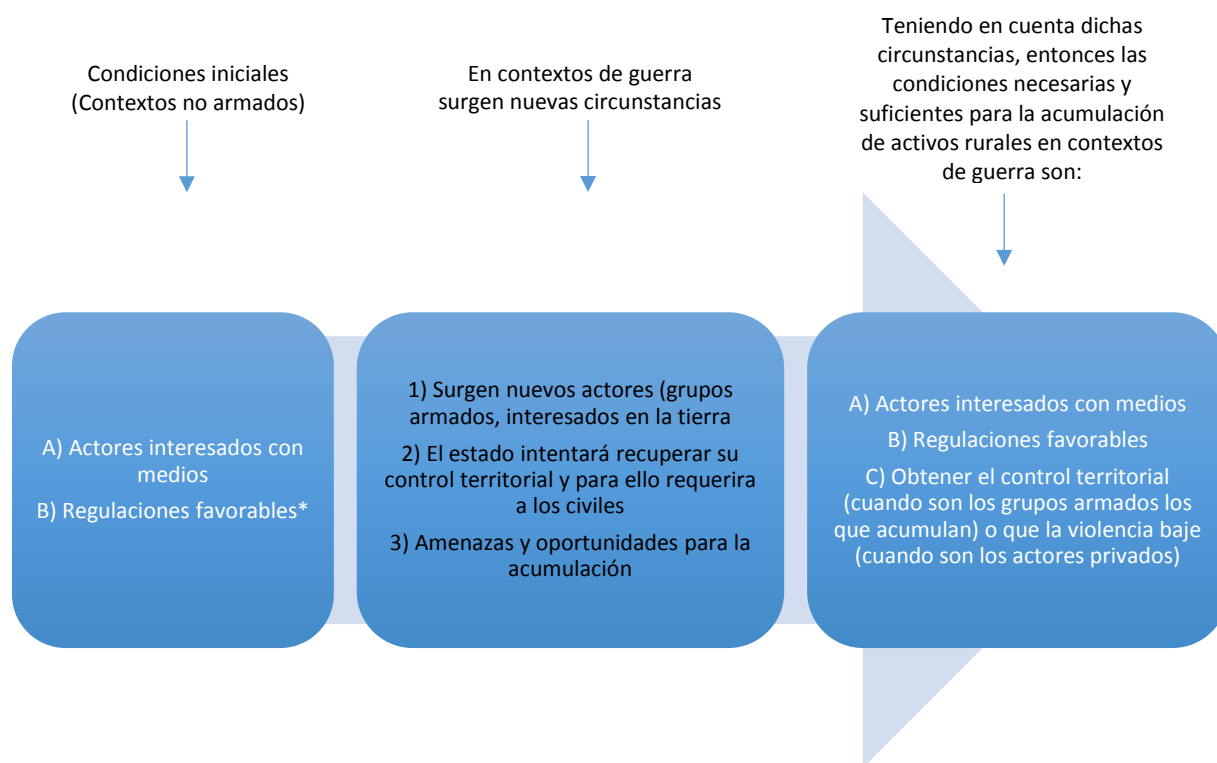 Condiciones iniciales
(Contextos no armados)
En contextos de guerra
surgen nuevas circunstancias
Teniendo en cuenta dichas
circunstancias, entonces las
condiciones necesarias y
suficientes para la acumulación
de activos rurales en contextos
de guerra son:
A) Actores interesados con
medios
B) Regulaciones favorables*
1) Surgen nuevos actores (grupos
armados, interesados en la tierra
2) El estado intentará recuperar su
control territorial y para ello requerira
a los civiles
3) Amenazas y oportunidades para la
acumulación
A) Actores interesados con medios
B) Regulaciones favorables
C) Obtener el control territorial
(cuando son los grupos armados los
que acumulan) o que la violencia baje
(cuando son los actores privados)